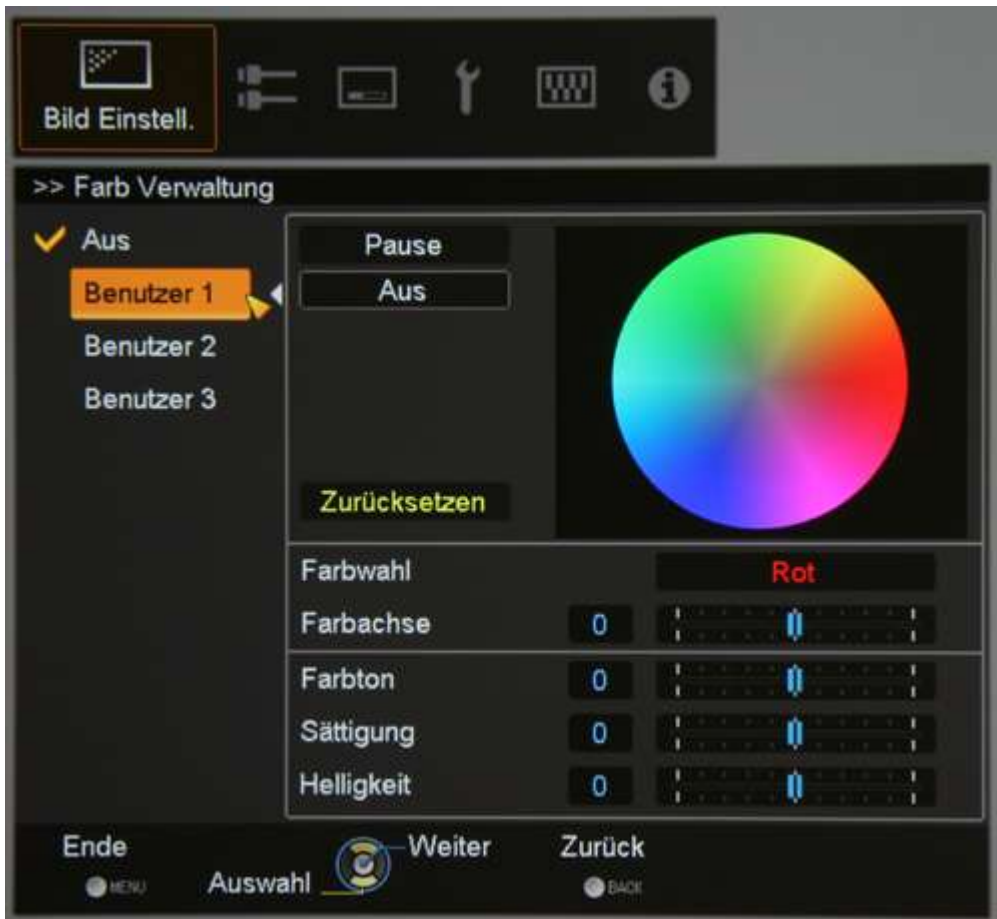 Bild Einstell.
>> Farb Verwaltung
Aus
Benutzer 1
Benutzer 2
Benutzer 3
Pause
Aus
Zurücksetzen
Farbwahl Rot
Farbachse 0
Farbton 0
Sättigung 0
Helligkeit 0
Ende
MENU
Auswahl
Weiter
Zurück
BACK